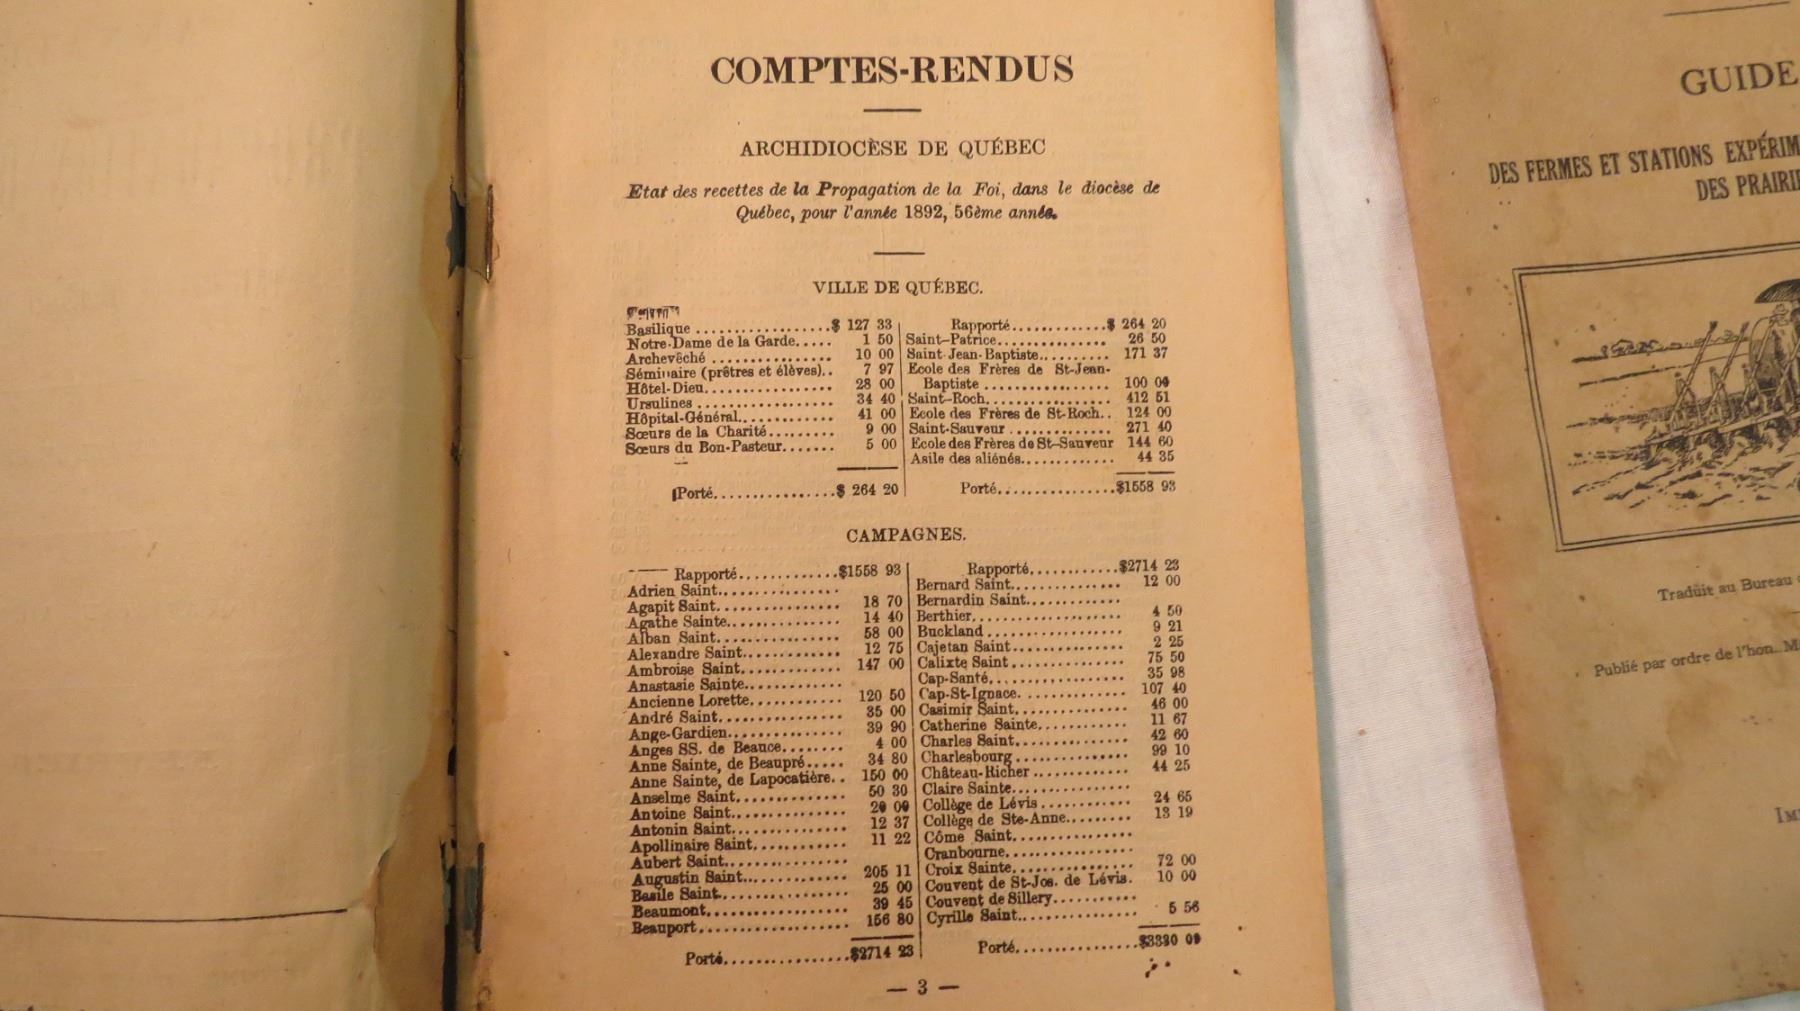 COMPTES-RENDUS
ARCHIDIOCÈSE DE QUÉBEC
Etat des recettes de la Propagation de la Foi, dans le diocèse de
Québec, pour l'année 1892, 56ème année.
VILLE DE QUÉBEC.
Basilique ..................$ 127 33
Notre-Dame de la Garde..... 1 50
Archevêché ................ 10 00
Séminaire (prêtres et élèves).. 7 97
Hôtel-Dieu................. 28 00
Ursulines .................. 34 40
Hôpital-Général............. 41 00
Sœurs de la Charité......... 9 00
Sœurs du Bon-Pasteur....... 5 00
Porté................$ 264 20
Rapporté.............$ 264 20
Saint-Patrice............... 26 50
Saint-Jean-Baptiste.......... 171 37
Ecole des Frères de St-Jean-
Baptiste ................ 100 00
Saint-Roch................. 412 51
Ecole des Frères de St-Roch.. 124 00
Saint-Sauveur .............. 271 40
Ecole des Frères de St-Sauveur 144 60
Asile des aliénés............. 44 35
Porté................$1558 93
CAMPAGNES.
Rapporté.............$1558 93
Adrien Saint................
Agapit Saint................ 18 70
Agathe Sainte............... 14 40
Alban Saint................ 58 00
Alexandre Saint............. 12 75
Ambroise Saint............. 147 00
Anastasie Sainte.............
Ancienne Lorette............ 120 50
André Saint................ 35 00
Ange-Gardien............... 39 90
Anges SS. de Beauce........ 4 00
Anne Sainte, de Beaupré..... 34 80
Anne Sainte, de Lapocatière.. 150 00
Anselme Saint.............. 50 30
Antoine Saint............... 20 00
Antonin Saint............... 12 37
Apollinaire Saint............ 11 22
Aubert Saint................
Augustin Saint.............. 205 11
Basile Saint................. 25 00
Beaumont................... 39 45
Beauport.................... 156 80
Porté.................$2714 23
Rapporté............$2714 23
Bernard Saint............... 12 00
Bernardin Saint.............
Berthier.................... 4 50
Buckland .................. 9 21
Cajetan Saint............... 2 25
Calixte Saint............... 75 50
Cap-Santé.................. 35 98
Cap-St-Ignace.............. 107 40
Casimir Saint............... 46 00
Catherine Sainte............ 11 67
Charles Saint............... 42 60
Charlesbourg............... 99 10
Château-Richer............. 44 25
Claire Sainte................
Collège de Lévis............ 24 65
Collège de Ste-Anne......... 13 19
Côme Saint................
Cranbourne.................
Croix Sainte................ 72 00
Couvent de St-Jos. de Lévis. 10 00
Couvent de Sillery...........
Cyrille Saint................ 5 56
Porté................$3330 09
— 3 —
GUIDE
DES FERMES ET STATIONS EXPÉRIM
DES PRAIRI
Traduit au Bureau
Publié par ordre de l'hon.